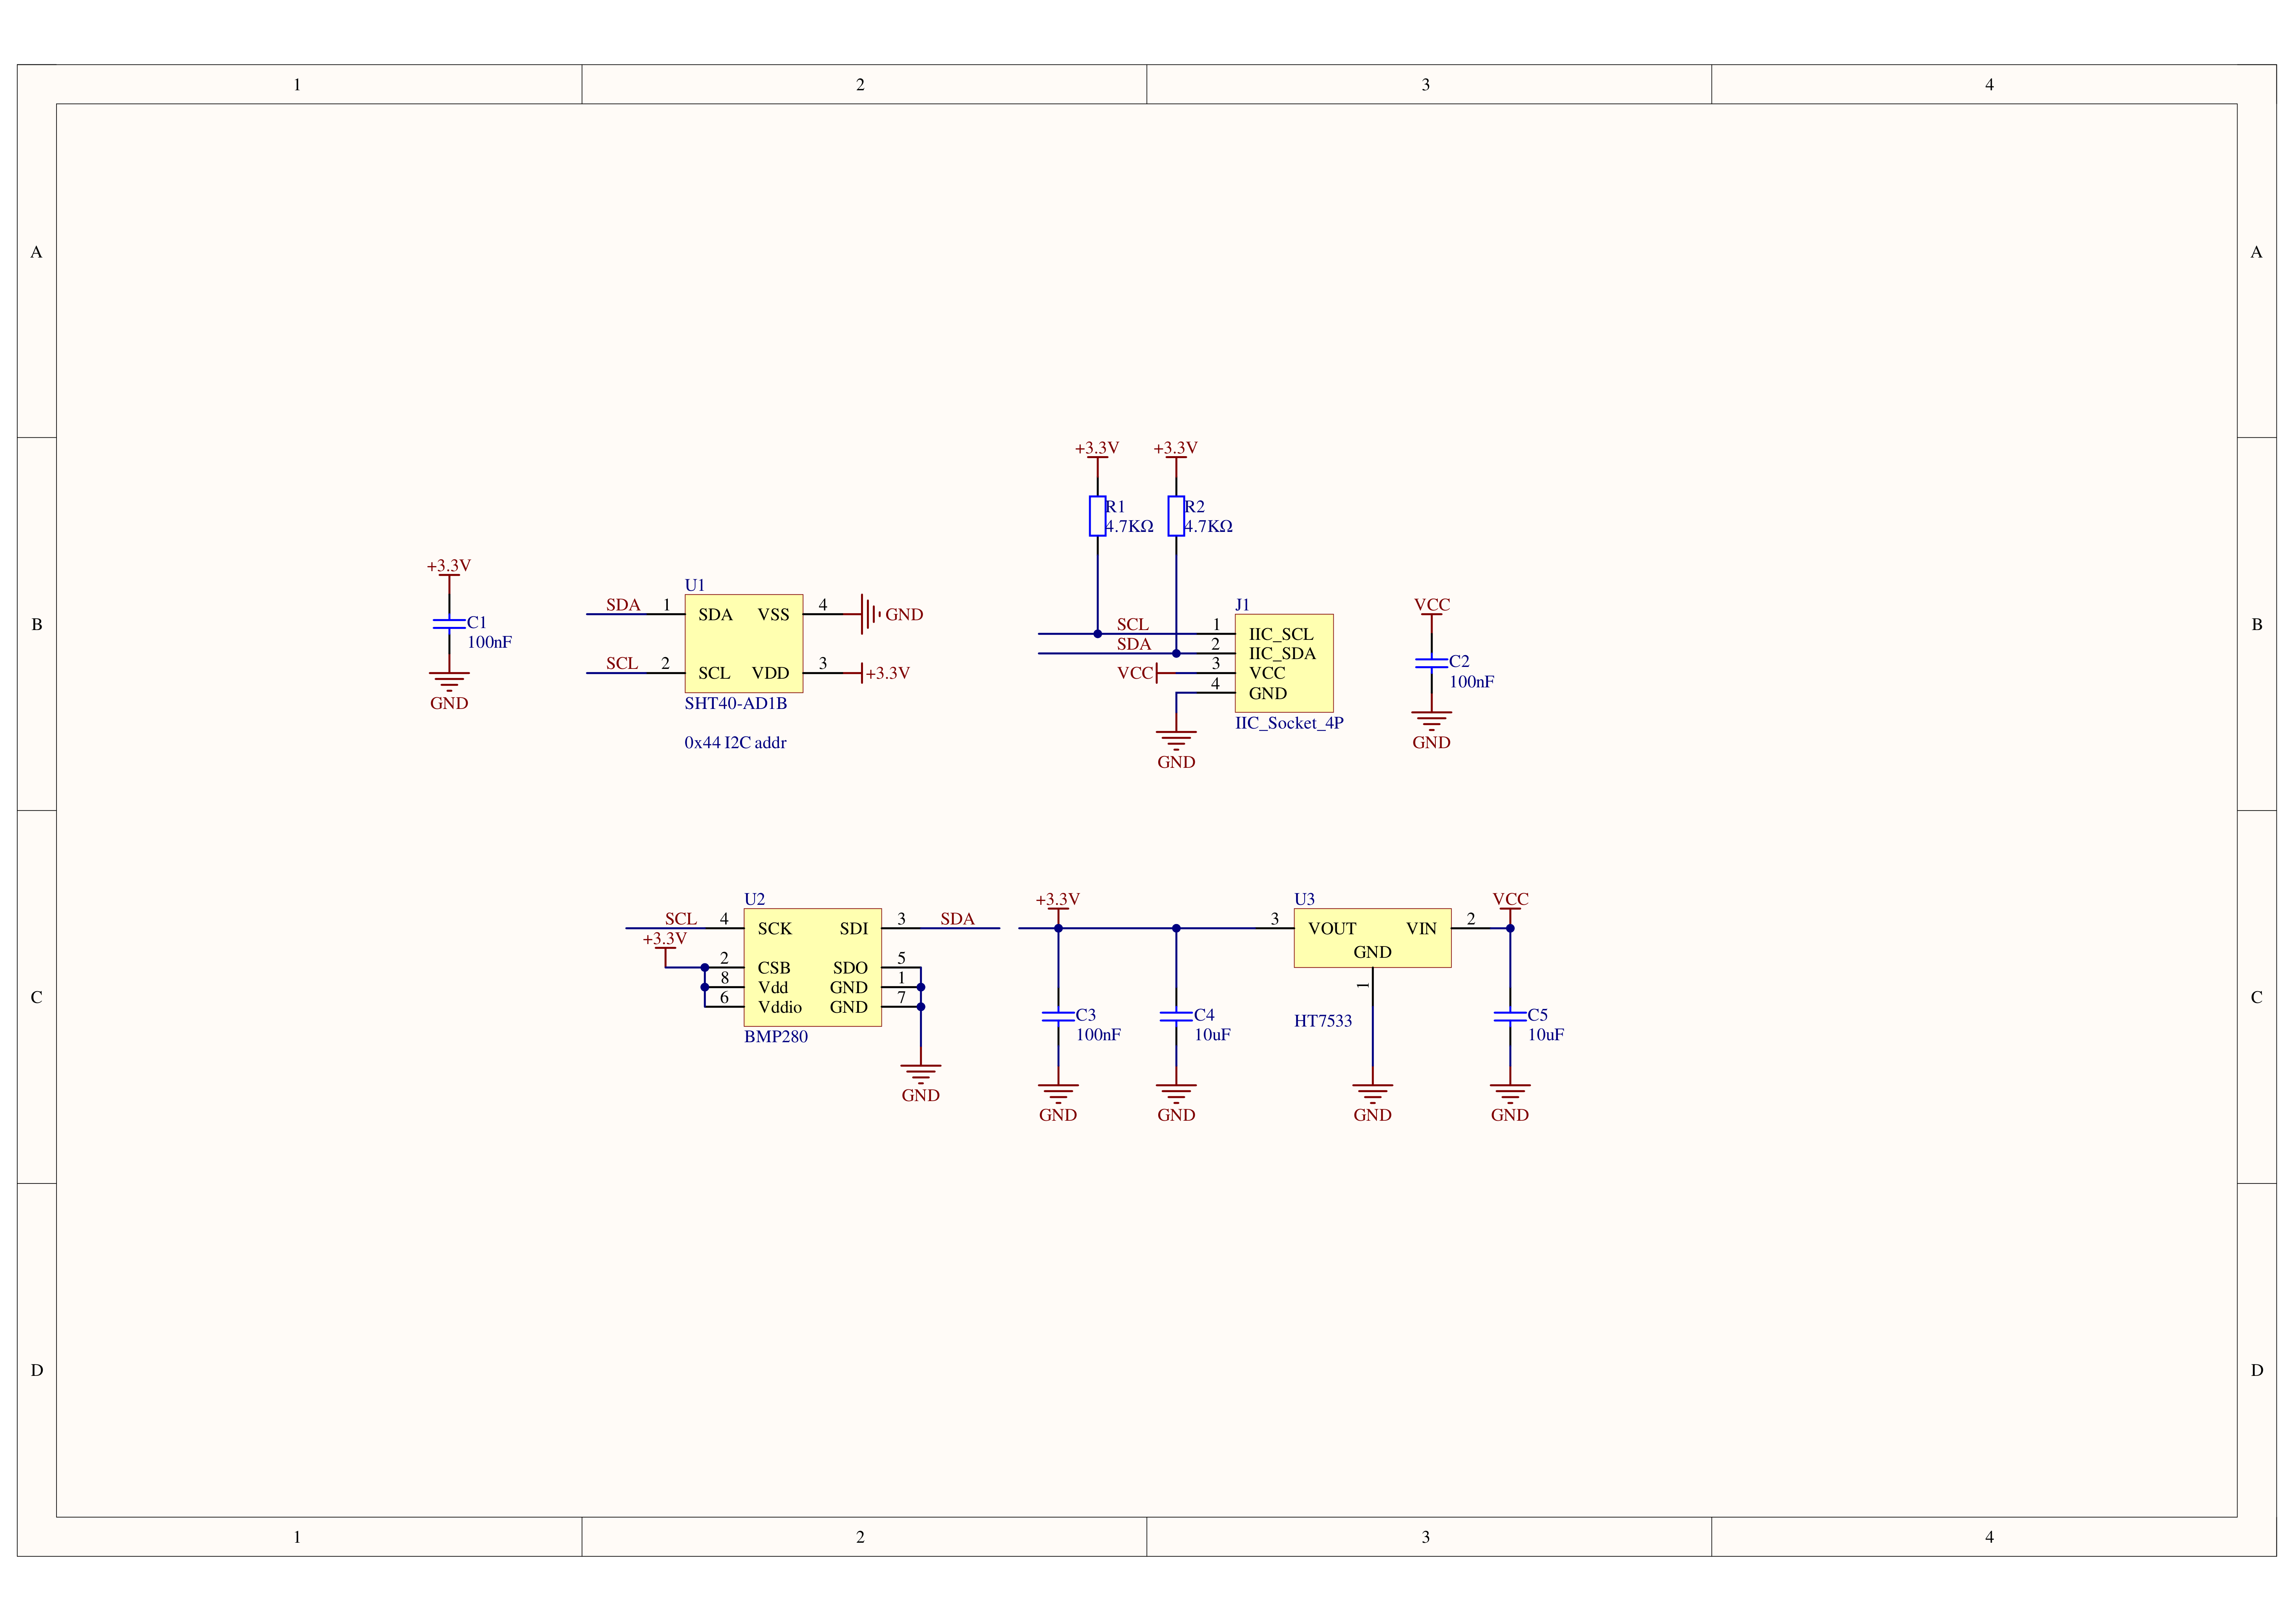 1 2 3 4
A A
+3.3V +3.3V
R1 R2
4.7KΩ 4.7KΩ
+3.3V
C1
100nF
GND
U1
SDA 1 SDA VSS 4 GND
SCL 2 SCL VDD 3 +3.3V
SHT40-AD1B
0x44 I2C addr
J1
SCL 1 IIC_SCL
SDA 2 IIC_SDA
VCC 3 VCC
4 GND
IIC_Socket_4P
GND
VCC
C2
100nF
GND
B B
U2
SCL 4 SCK SDI 3 SDA
+3.3V
2 CSB SDO 5
8 Vdd GND 1
6 Vddio GND 7
BMP280
GND
+3.3V
U3
VCC
3 VOUT VIN 2
GND
1
HT7533
C3
100nF
C4
10uF
C5
10uF
GND GND GND GND
C C
D D
1 2 3 4